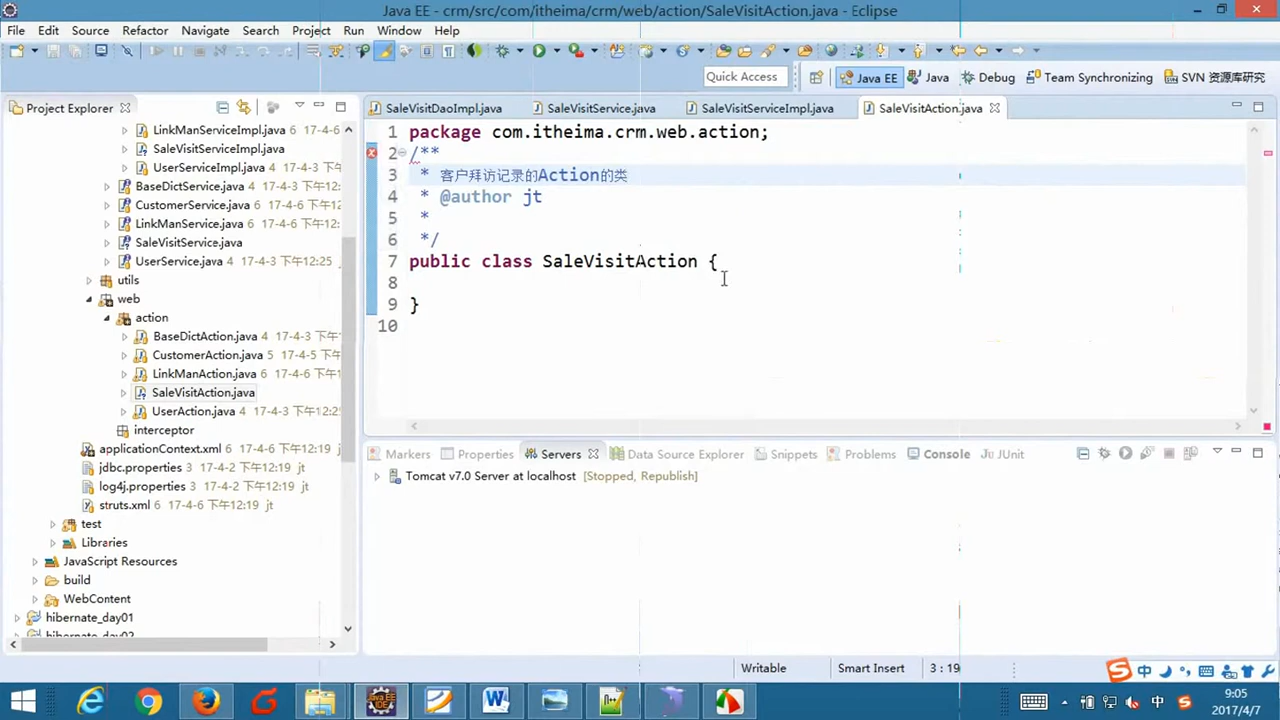 Java EE - crm/src/com/itheima/crm/web/action/SaleVisitAction.java - Eclipse
File Edit Source Refactor Navigate Search Project Run Window Help
Quick Access
Java EE Java Debug Team Synchronizing SVN 资源库研究
Project Explorer
SaleVisitDaoImpl.java SaleVisitService.java SaleVisitServiceImpl.java SaleVisitAction.java
LinkManServiceImpl.java 6 17-4-6
SaleVisitServiceImpl.java
UserServiceImpl.java 4 17-4-3 下午12
BaseDictService.java 4 17-4-3 下午12
CustomerService.java 6 17-4-6 下午12:
LinkManService.java 6 17-4-6 下午12:
SaleVisitService.java
UserService.java 4 17-4-3 下午12:25
utils
web
action
BaseDictAction.java 4 17-4-3 下午
CustomerAction.java 5 17-4-5 下午
LinkManAction.java 6 17-4-6 下午1
SaleVisitAction.java
UserAction.java 4 17-4-3 下午12:25
interceptor
applicationContext.xml 6 17-4-6 下午12:19 j
jdbc.properties 4 17-4-2 下午12:19 jt
log4j.properties 3 17-4-2 下午12:19 jt
struts.xml 6 17-4-6 下午12:19 jt
test
Libraries
JavaScript Resources
build
WebContent
hibernate_day01
hibernate_day02
1 package com.itheima.crm.web.action;
2 /**
3 * 客户拜访记录的Action的类
4 * @author jt
5 *
6 */
7 public class SaleVisitAction {
8
9 }
10
Markers Properties Servers Data Source Explorer Snippets Problems Console JUnit
Tomcat v7.0 Server at localhost [Stopped, Republish]
Writable Smart Insert 3 : 19
中
中
9:05
2017/4/7